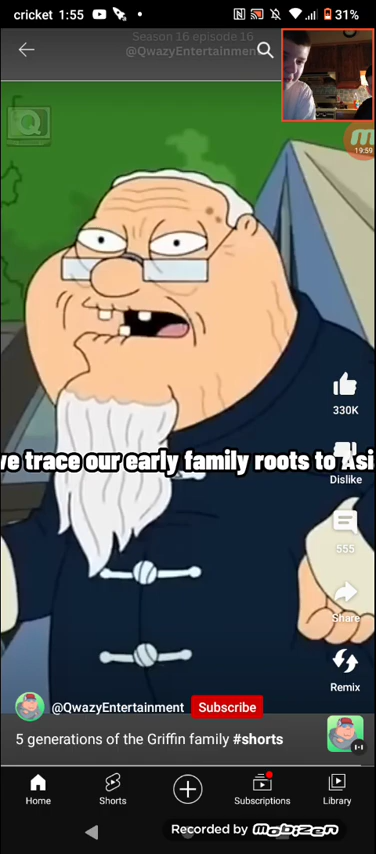 cricket 1:55
31%
Season 16 episode 16
@QwazyEntertainmen
Q
19:59
330K
ve trace our early family roots to Asi
Dislike
555
Share
Remix
@QwazyEntertainment Subscribe
5 generations of the Griffin family #shorts
Home Shorts Subscriptions Library
Recorded by MOBIZEN